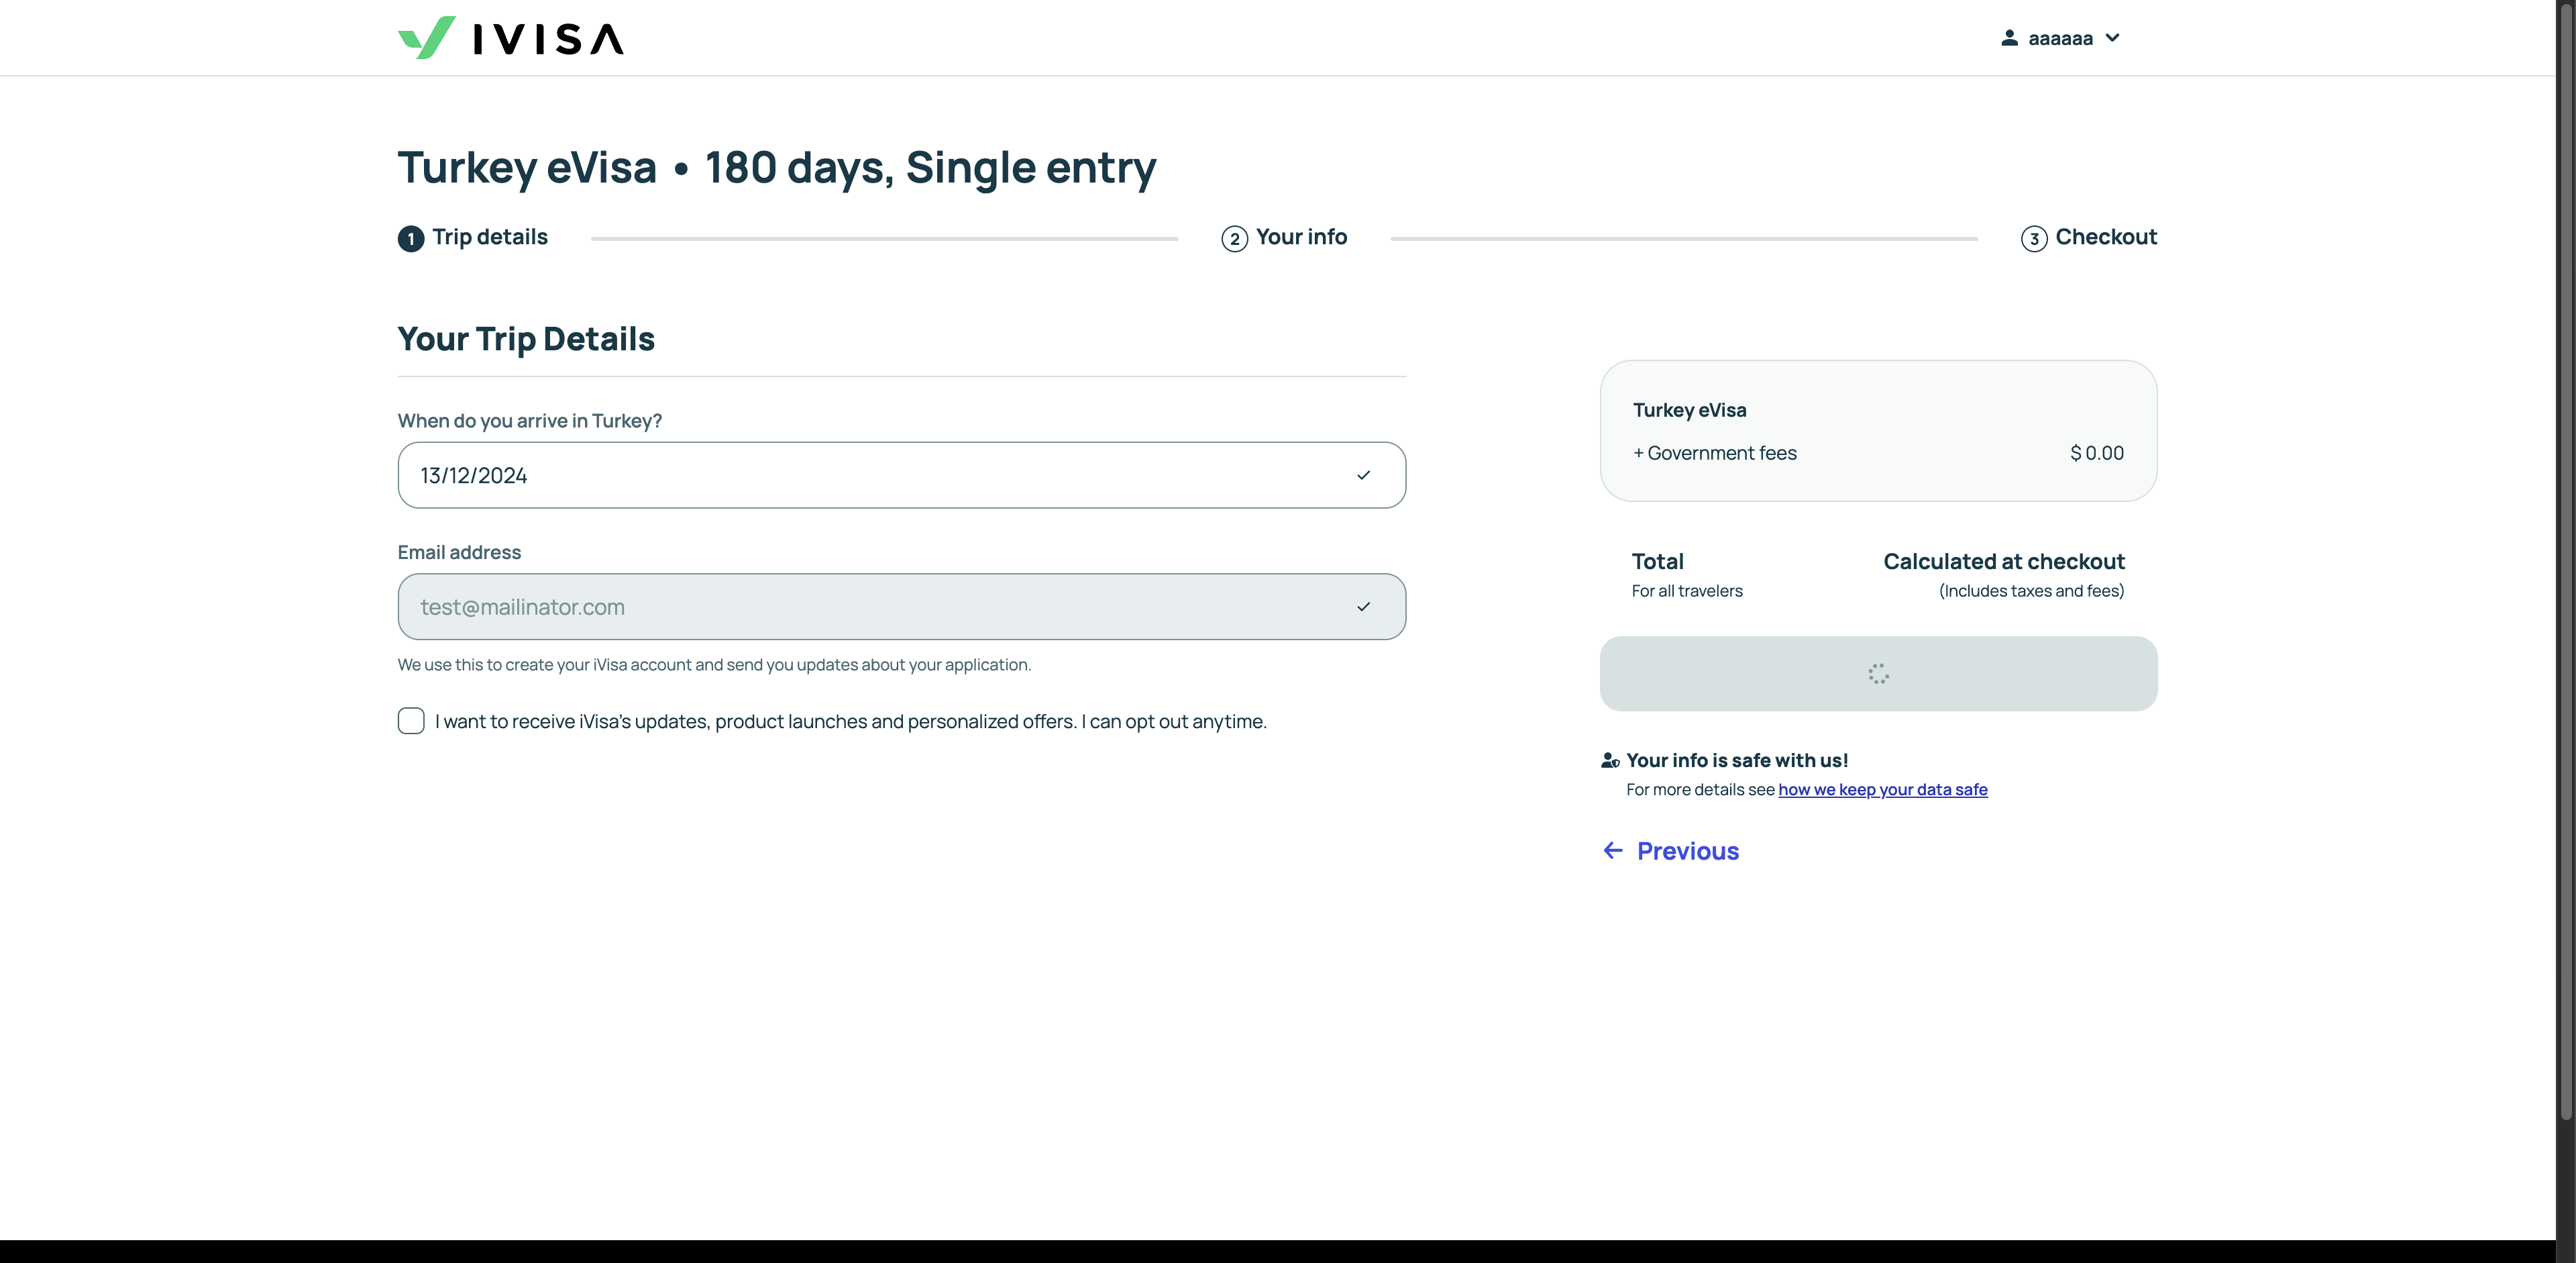 IVISA
aaaaaa
Turkey eVisa • 180 days, Single entry
1 Trip details
2 Your info
3 Checkout
Your Trip Details
When do you arrive in Turkey?
13/12/2024
Email address
test@mailinator.com
We use this to create your iVisa account and send you updates about your application.
I want to receive iVisa's updates, product launches and personalized offers. I can opt out anytime.
Turkey eVisa
+ Government fees $ 0.00
Total Calculated at checkout
For all travelers (Includes taxes and fees)
Your info is safe with us!
For more details see how we keep your data safe
Previous